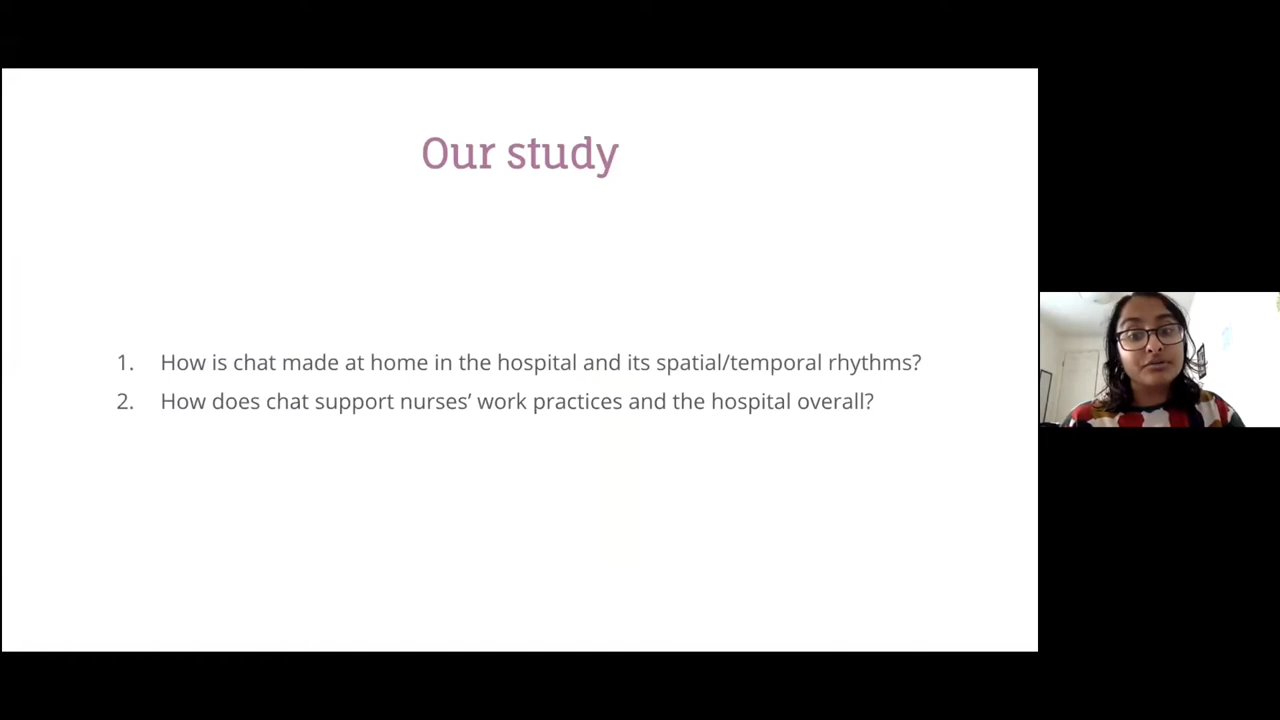 Our study
1. How is chat made at home in the hospital and its spatial/temporal rhythms?
2. How does chat support nurses’ work practices and the hospital overall?